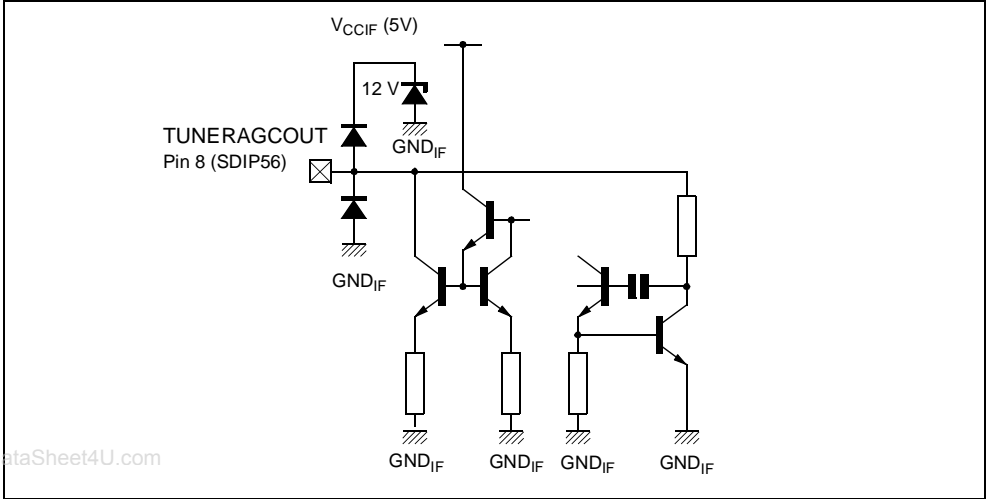 VCCIF (5V)
12 V
GNDIF
TUNERAGCOUT
Pin 8 (SDIP56)
GNDIF
GNDIF
GNDIF
GNDIF
GNDIF
ataSheet4U.com